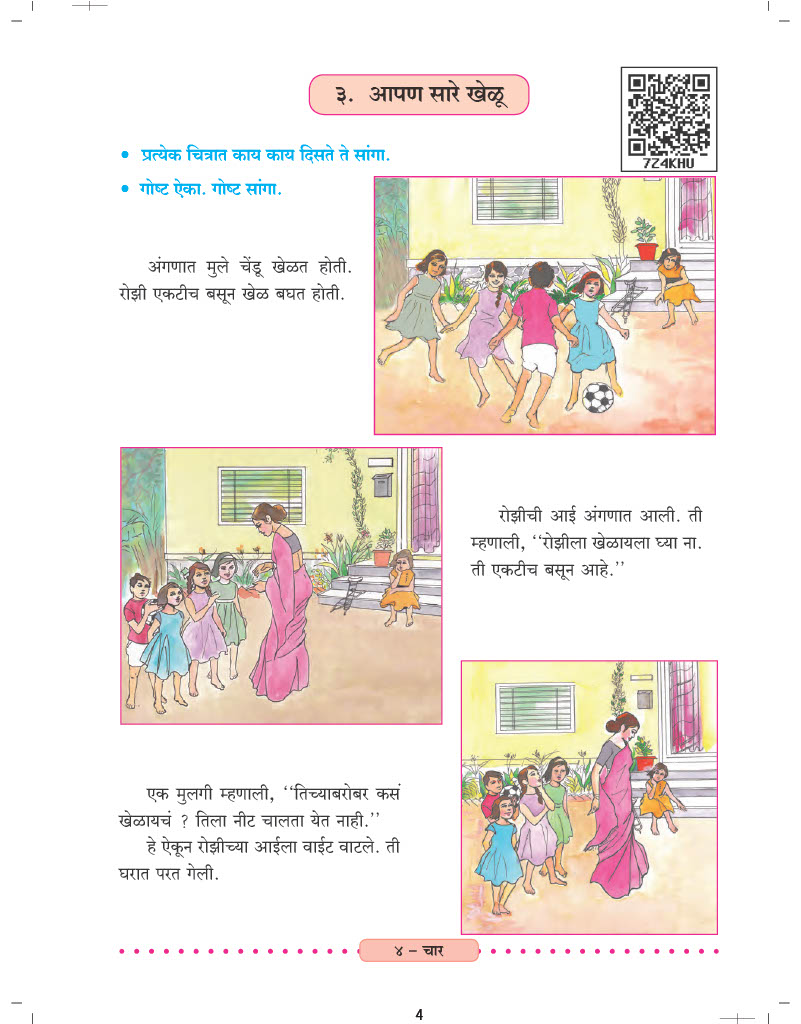 ३. आपण सारे खेळू
7Z4KHU
• प्रत्येक चित्रात काय काय दिसते ते सांगा.
• गोष्ट ऐका. गोष्ट सांगा.
अंगणात मुले चेंडू खेळत होती.
रोझी एकटीच बसून खेळ बघत होती.
रोझीची आई अंगणात आली. ती
म्हणाली, ‘‘रोझीला खेळायला घ्या ना.
ती एकटीच बसून आहे.’’
एक मुलगी म्हणाली, ‘‘तिच्याबरोबर कसं
खेळायचं ? तिला नीट चालता येत नाही.’’
हे ऐकून रोझीच्या आईला वाईट वाटले. ती
घरात परत गेली.
४ – चार
4